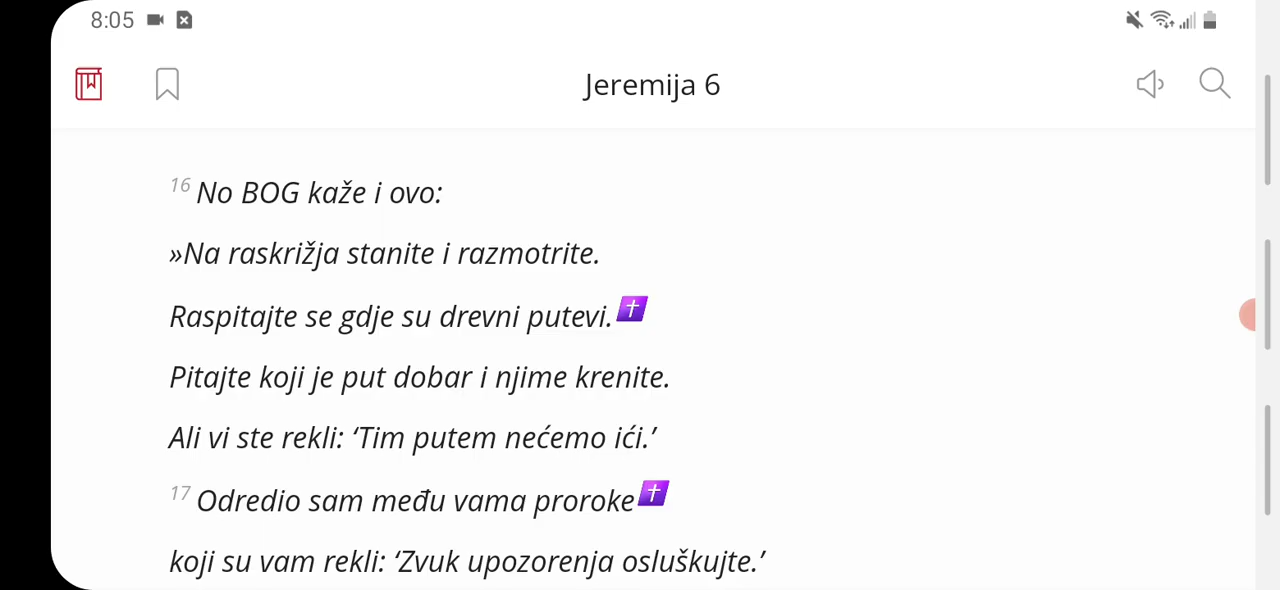 8:05
Jeremija 6
16 No BOG kaže i ovo:
»Na raskrižja stanite i razmotrite.
Raspitajte se gdje su drevni putevi.✝
Pitajte koji je put dobar i njime krenite.
Ali vi ste rekli: ‘Tim putem nećemo ići.’
17 Odredio sam među vama proroke✝
koji su vam rekli: ‘Zvuk upozorenja osluškujte.’